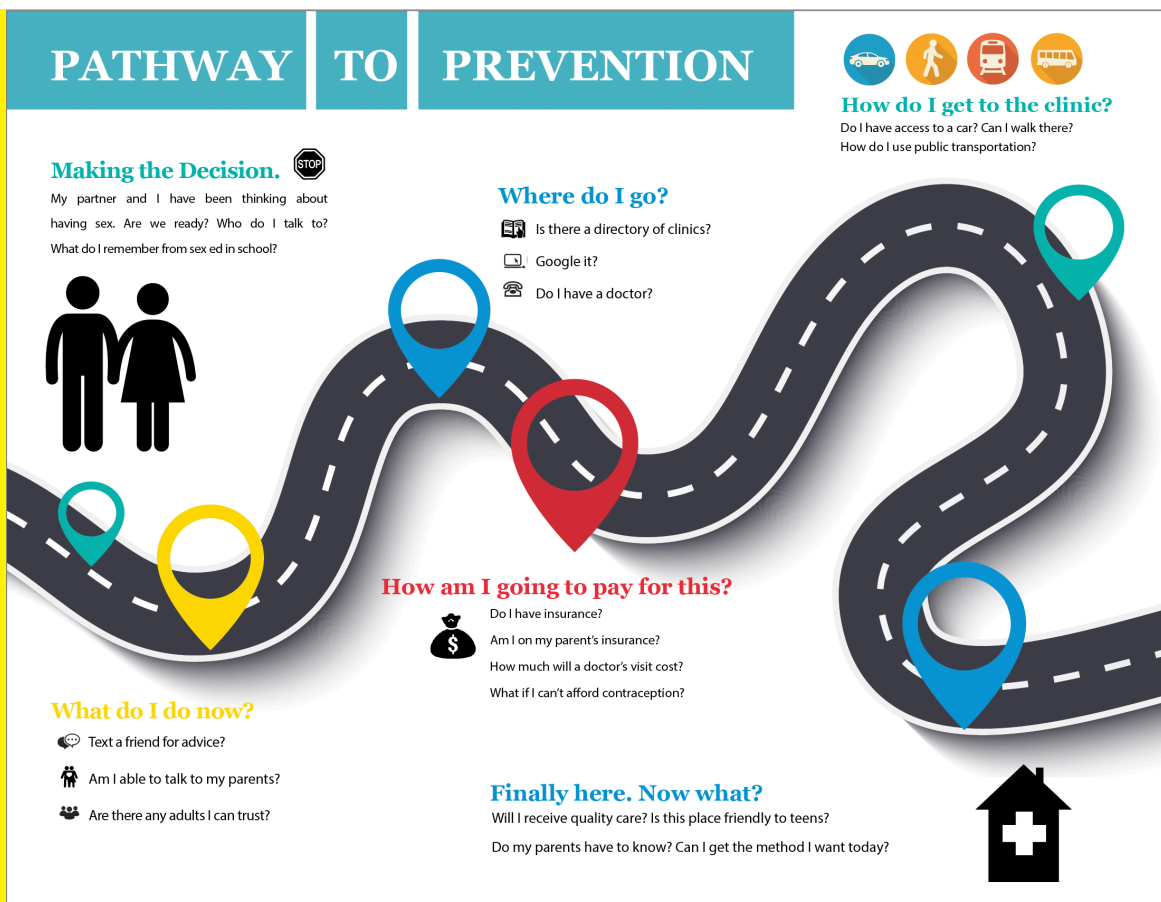 PATHWAY TO PREVENTION
Making the Decision.
STOP
My partner and I have been thinking about
having sex. Are we ready? Who do I talk to?
What do I remember from sex ed in school?
What do I do now?
Text a friend for advice?
Am I able to talk to my parents?
Are there any adults I can trust?
Where do I go?
Is there a directory of clinics?
Google it?
Do I have a doctor?
How am I going to pay for this?
$
Do I have insurance?
Am I on my parent's insurance?
How much will a doctor's visit cost?
What if I can't afford contraception?
How do I get to the clinic?
Do I have access to a car? Can I walk there?
How do I use public transportation?
Finally here. Now what?
Will I receive quality care? Is this place friendly to teens?
Do my parents have to know? Can I get the method I want today?